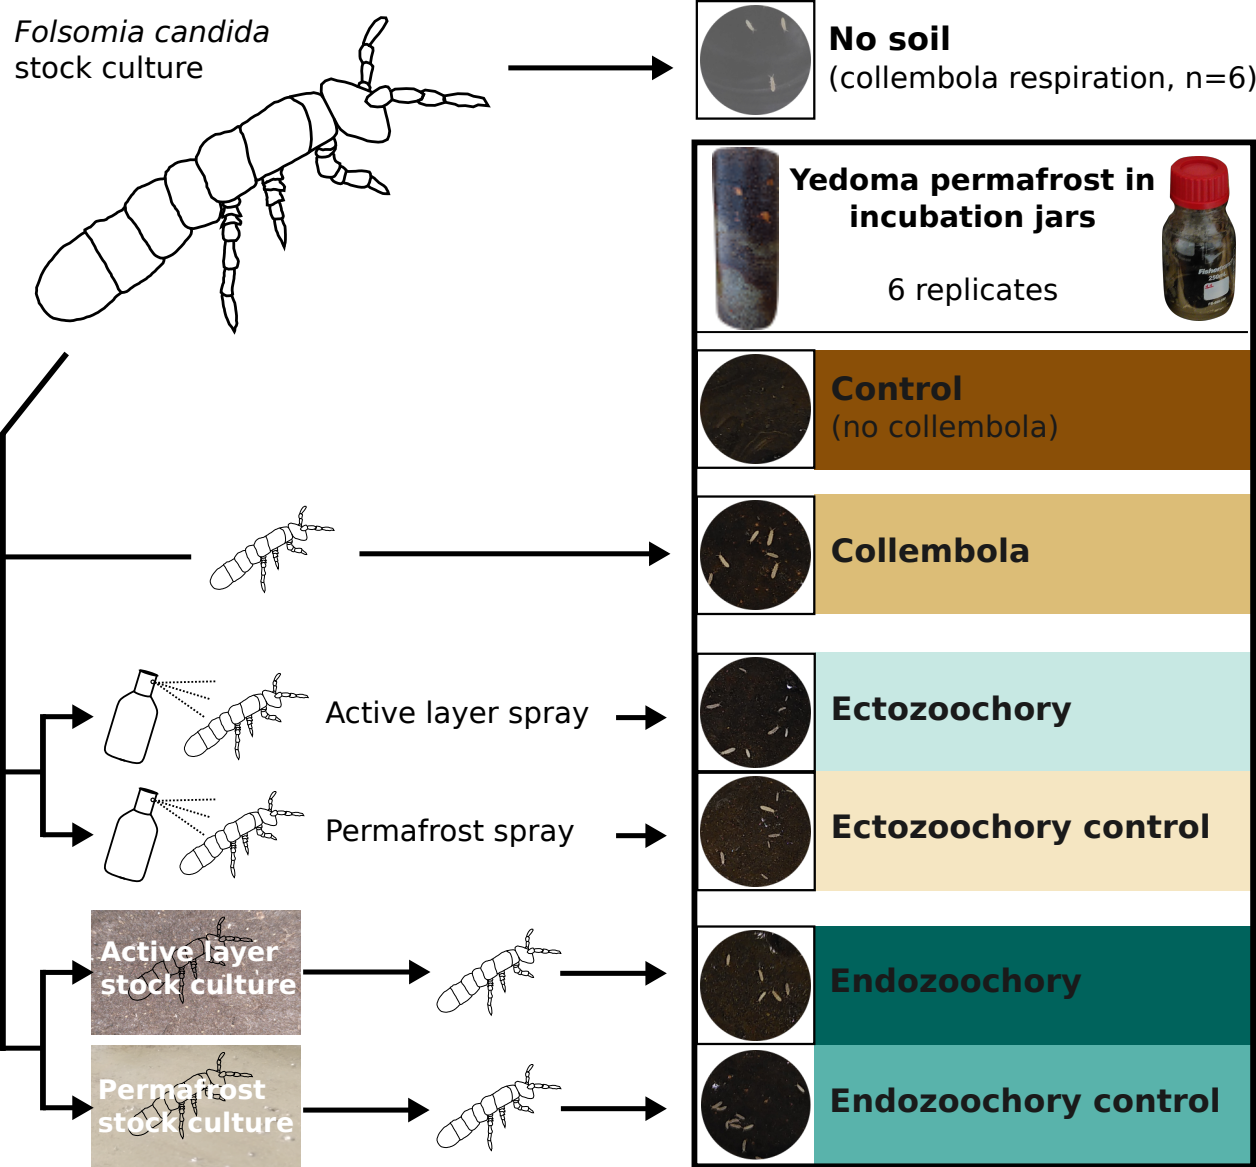 Folsomia candida
stock culture
No soil
(collembola respiration, n=6)
Yedoma permafrost in
incubation jars
6 replicates
Control
(no collembola)
Collembola
Active layer spray
Ectozoochory
Permafrost spray
Ectozoochory control
Active layer
stock culture
Endozoochory
Permafrost
stock culture
Endozoochory control